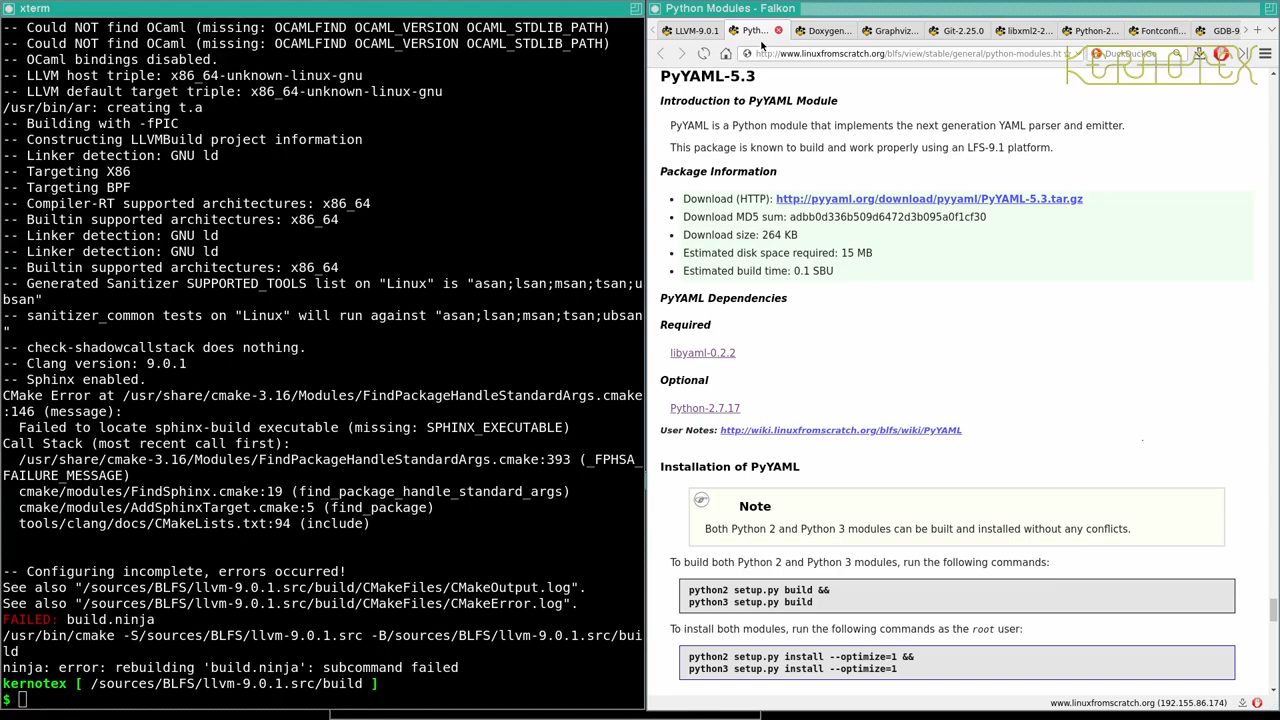 xterm
-- Could NOT find OCaml (missing: OCAMLFIND OCAML_VERSION OCAML_STDLIB_PATH)
-- Could NOT find OCaml (missing: OCAMLFIND OCAML_VERSION OCAML_STDLIB_PATH)
-- OCaml bindings disabled.
-- LLVM host triple: x86_64-unknown-linux-gnu
-- LLVM default target triple: x86_64-unknown-linux-gnu
/usr/bin/ar: creating t.a
-- Building with -fPIC
-- Constructing LLVMBuild project information
-- Linker detection: GNU ld
-- Targeting X86
-- Targeting BPF
-- Compiler-RT supported architectures: x86_64
-- Builtin supported architectures: x86_64
-- Linker detection: GNU ld
-- Linker detection: GNU ld
-- Builtin supported architectures: x86_64
-- Generated Sanitizer SUPPORTED_TOOLS list on "Linux" is "asan;lsan;msan;tsan;u
bsan"
-- sanitizer_common tests on "Linux" will run against "asan;lsan;msan;tsan;ubsan
"
-- check-shadowcallstack does nothing.
-- Clang version: 9.0.1
-- Sphinx enabled.
CMake Error at /usr/share/cmake-3.16/Modules/FindPackageHandleStandardArgs.cmake
:146 (message):
  Failed to locate sphinx-build executable (missing: SPHINX_EXECUTABLE)
Call Stack (most recent call first):
  /usr/share/cmake-3.16/Modules/FindPackageHandleStandardArgs.cmake:393 (_FPHSA_
FAILURE_MESSAGE)
  cmake/modules/FindSphinx.cmake:19 (find_package_handle_standard_args)
  cmake/modules/AddSphinxTarget.cmake:5 (find_package)
  tools/clang/docs/CMakeLists.txt:94 (include)
-- Configuring incomplete, errors occurred!
See also "/sources/BLFS/llvm-9.0.1.src/build/CMakeFiles/CMakeOutput.log".
See also "/sources/BLFS/llvm-9.0.1.src/build/CMakeFiles/CMakeError.log".
FAILED: build.ninja
/usr/bin/cmake -S/sources/BLFS/llvm-9.0.1.src -B/sources/BLFS/llvm-9.0.1.src/bui
ld
ninja: error: rebuilding 'build.ninja': subcommand failed
kernotex [ /sources/BLFS/llvm-9.0.1.src/build ]
$
Python Modules - Falkon
LLVM-9.0.1 Pyth... Doxygen... Graphviz... Git-2.25.0 libxml2-... Python-2... Fontconfi... GDB-9
http://www.linuxfromscratch.org/blfs/view/stable/general/python-modules.ht DuckDuckGo
KERNOTEX
PyYAML-5.3
Introduction to PyYAML Module
PyYAML is a Python module that implements the next generation YAML parser and emitter.
This package is known to build and work properly using an LFS-9.1 platform.
Package Information
• Download (HTTP): http://pyyaml.org/download/pyyaml/PyYAML-5.3.tar.gz
• Download MD5 sum: adbb0d336b509d6472d3b095a0f1cf30
• Download size: 264 KB
• Estimated disk space required: 15 MB
• Estimated build time: 0.1 SBU
PyYAML Dependencies
Required
libyaml-0.2.2
Optional
Python-2.7.17
User Notes: http://wiki.linuxfromscratch.org/blfs/wiki/PyYAML
Installation of PyYAML
Note
Both Python 2 and Python 3 modules can be built and installed without any conflicts.
To build both Python 2 and Python 3 modules, run the following commands:
python2 setup.py build &&
python3 setup.py build
To install both modules, run the following commands as the root user:
python2 setup.py install --optimize=1 &&
python3 setup.py install --optimize=1
www.linuxfromscratch.org (192.155.86.174)